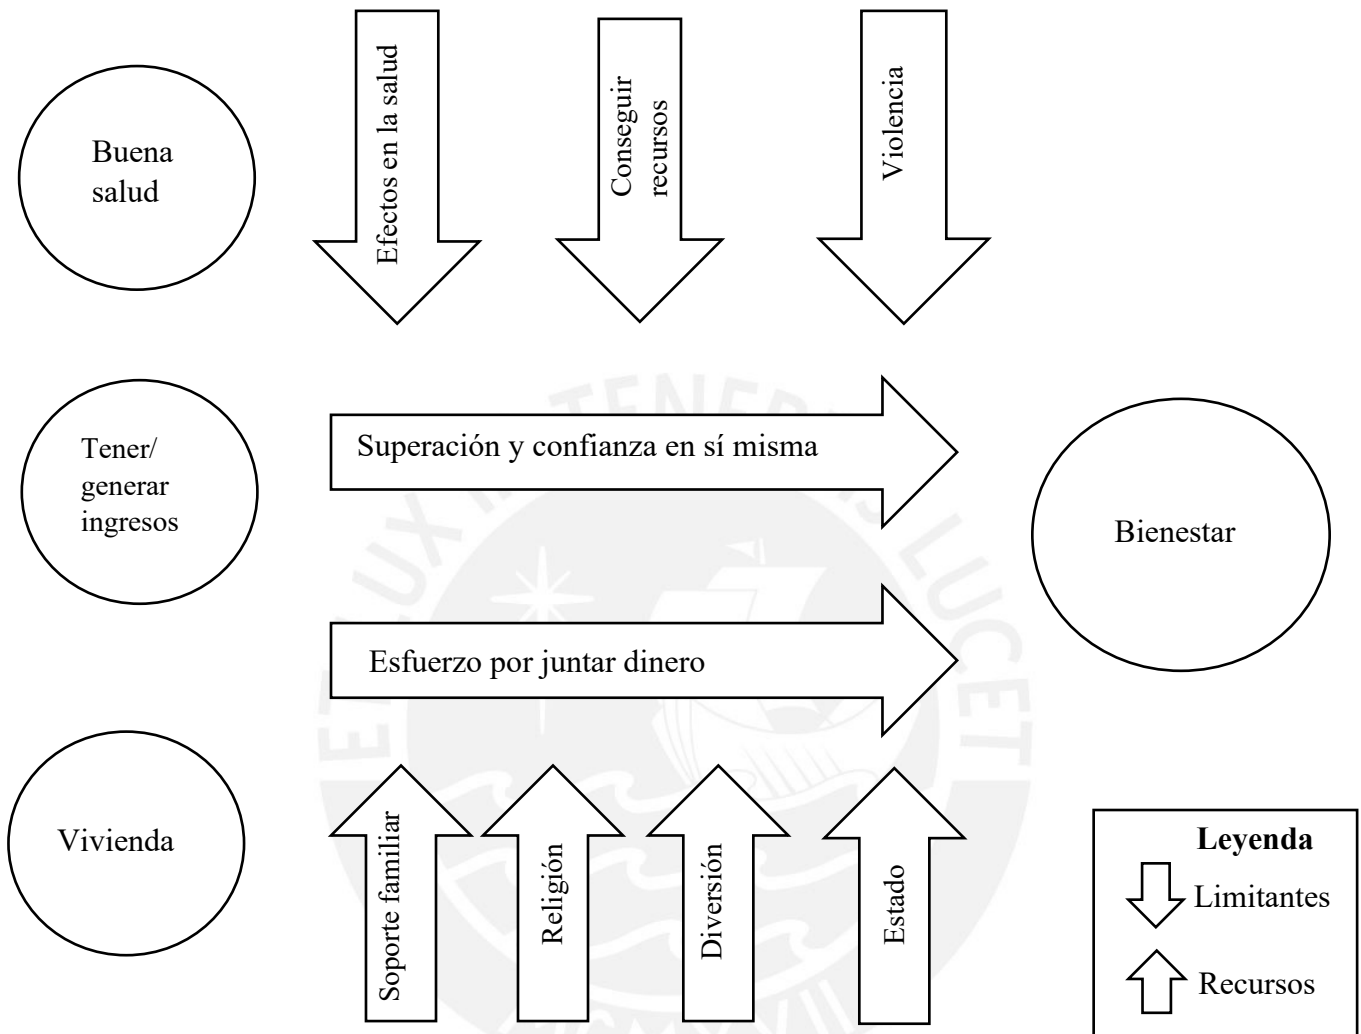 Efectos en la salud
Conseguir
recursos
Violencia
Buena
salud
Superación y confianza en sí misma
Tener/
generar
ingresos
Bienestar
Esfuerzo por juntar dinero
Vivienda
Soporte familiar
Religión
Diversión
Estado
Leyenda
Limitantes
Recursos